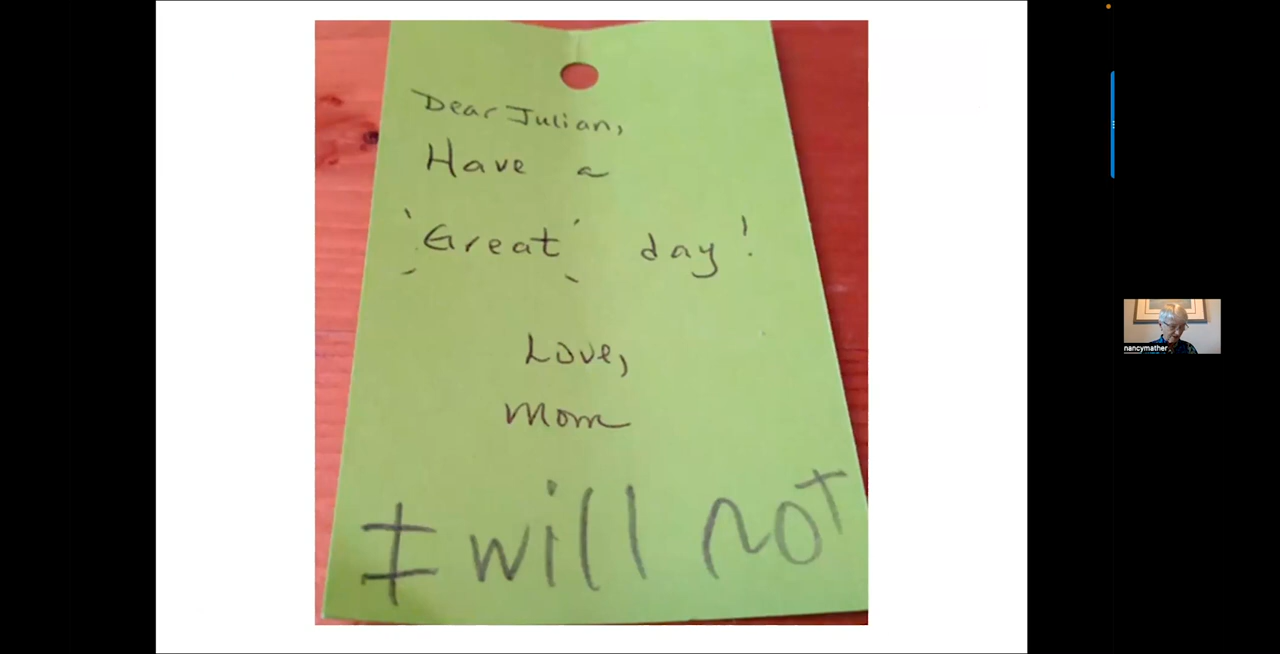 Dear Julian,
Have a
Great day!
Love,
Mom
I will not
nancymather